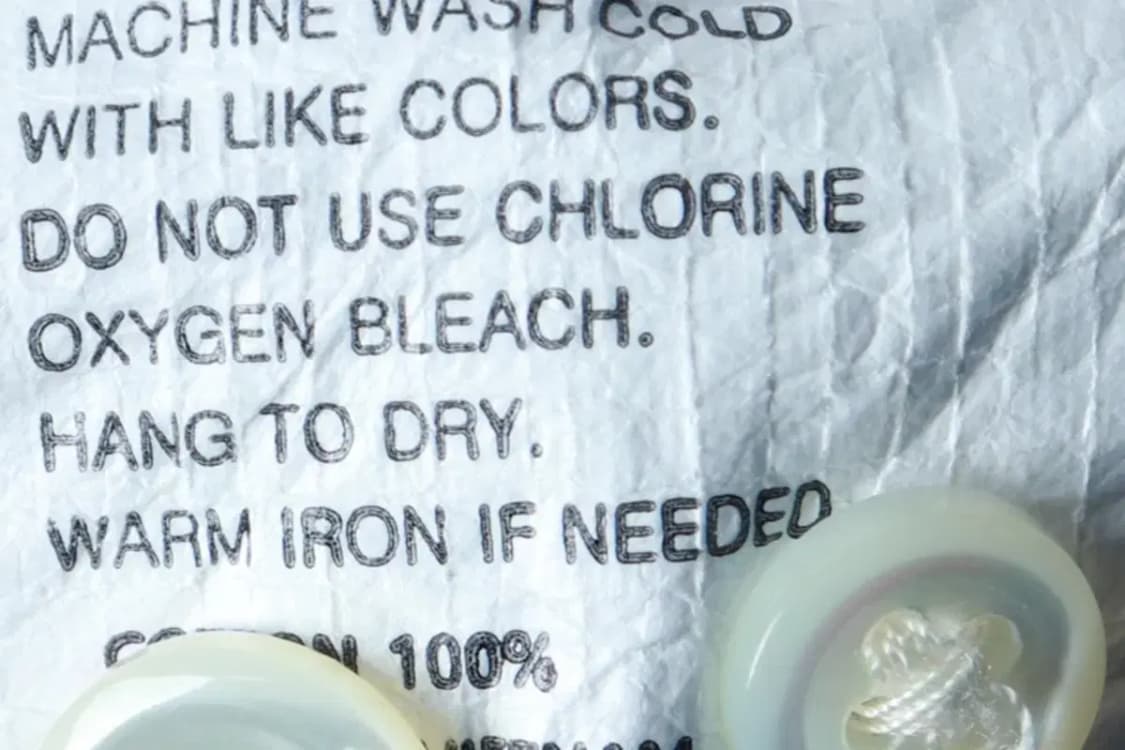 MACHINE WASH COLD
WITH LIKE COLORS.
DO NOT USE CHLORINE
OXYGEN BLEACH.
HANG TO DRY.
WARM IRON IF NEEDED
COTTON 100%